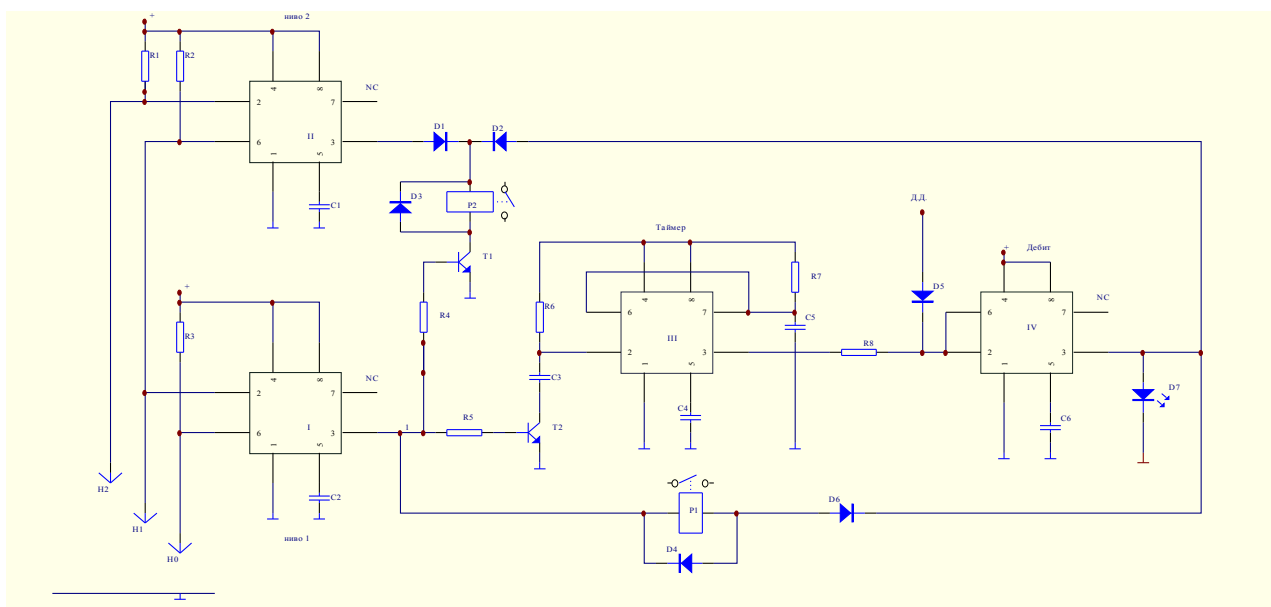 +
ниво 2
R1
R2
4
8
NC
2
7
II
6
3
1
5
C1
D1
D2
D3
P2
T1
Д.Д.
Таймер
+
Дебит
+
R3
R4
R6
R7
D5
4
8
6
7
C5
III
2
3
1
5
C4
R8
4
8
NC
6
7
IV
2
3
1
5
C6
D7
C3
4
8
NC
2
7
I
6
3
1
1
5
C2
R5
T2
H2
H1
H0
ниво 1
P1
D6
D4